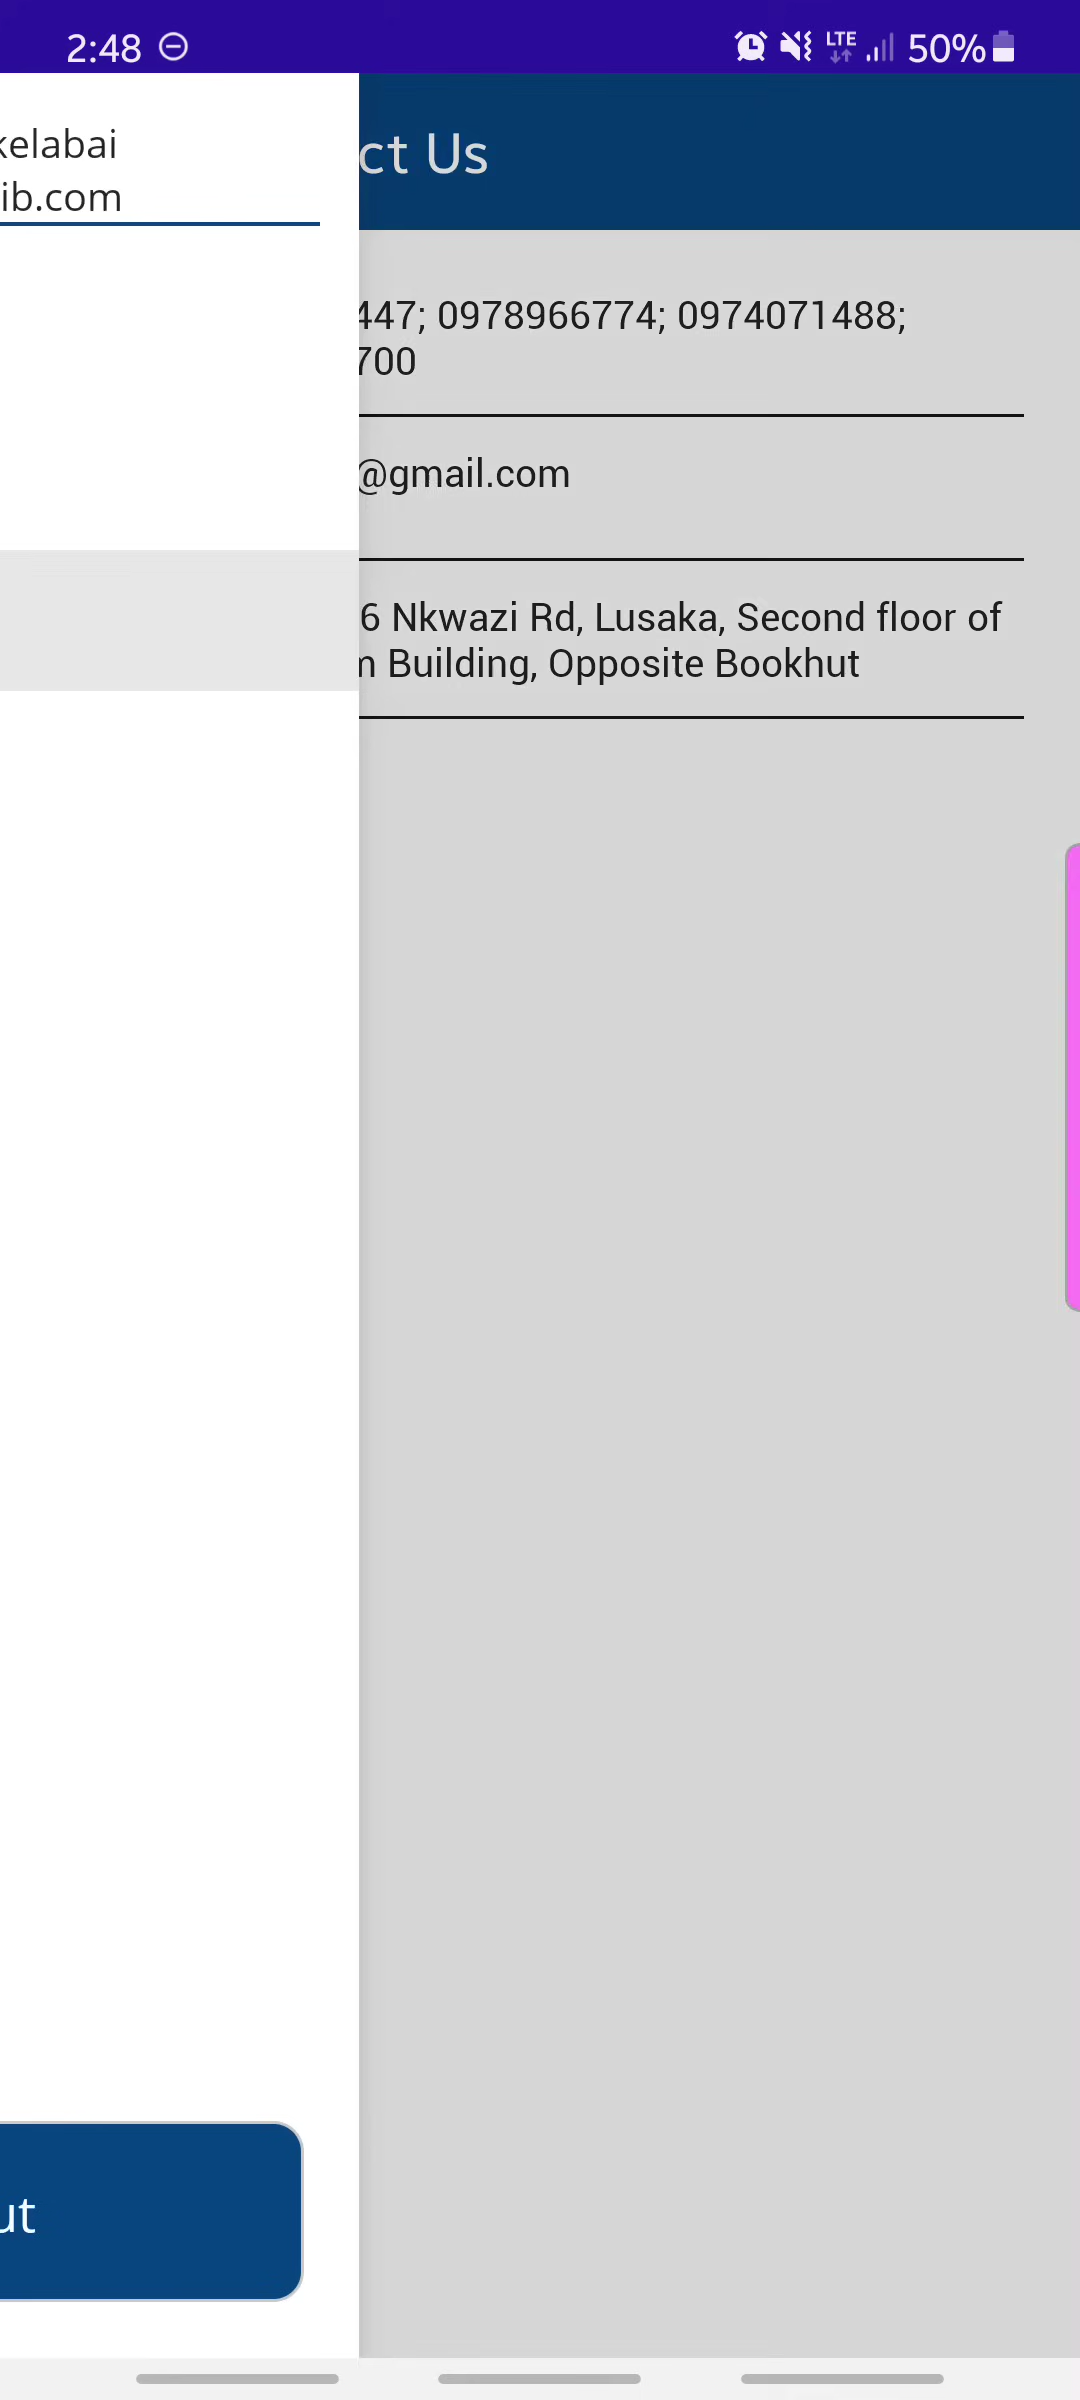 2:48
LTE
50%
kelabai
ib.com
ct Us
447; 0978966774; 0974071488;
700
@gmail.com
6 Nkwazi Rd, Lusaka, Second floor of
m Building, Opposite Bookhut
ut